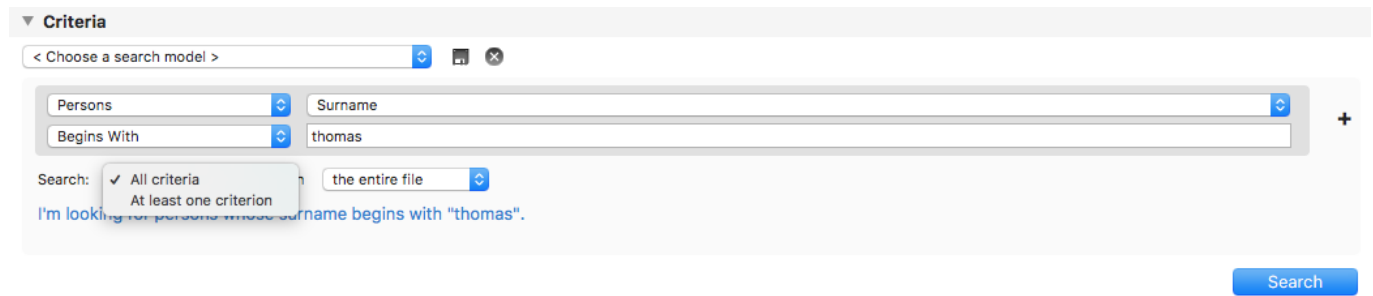 Criteria
< Choose a search model >
Persons
Surname
Begins With
thomas
Search:
All criteria
the entire file
At least one criterion
I'm looking for persons whose surname begins with "thomas".
Search